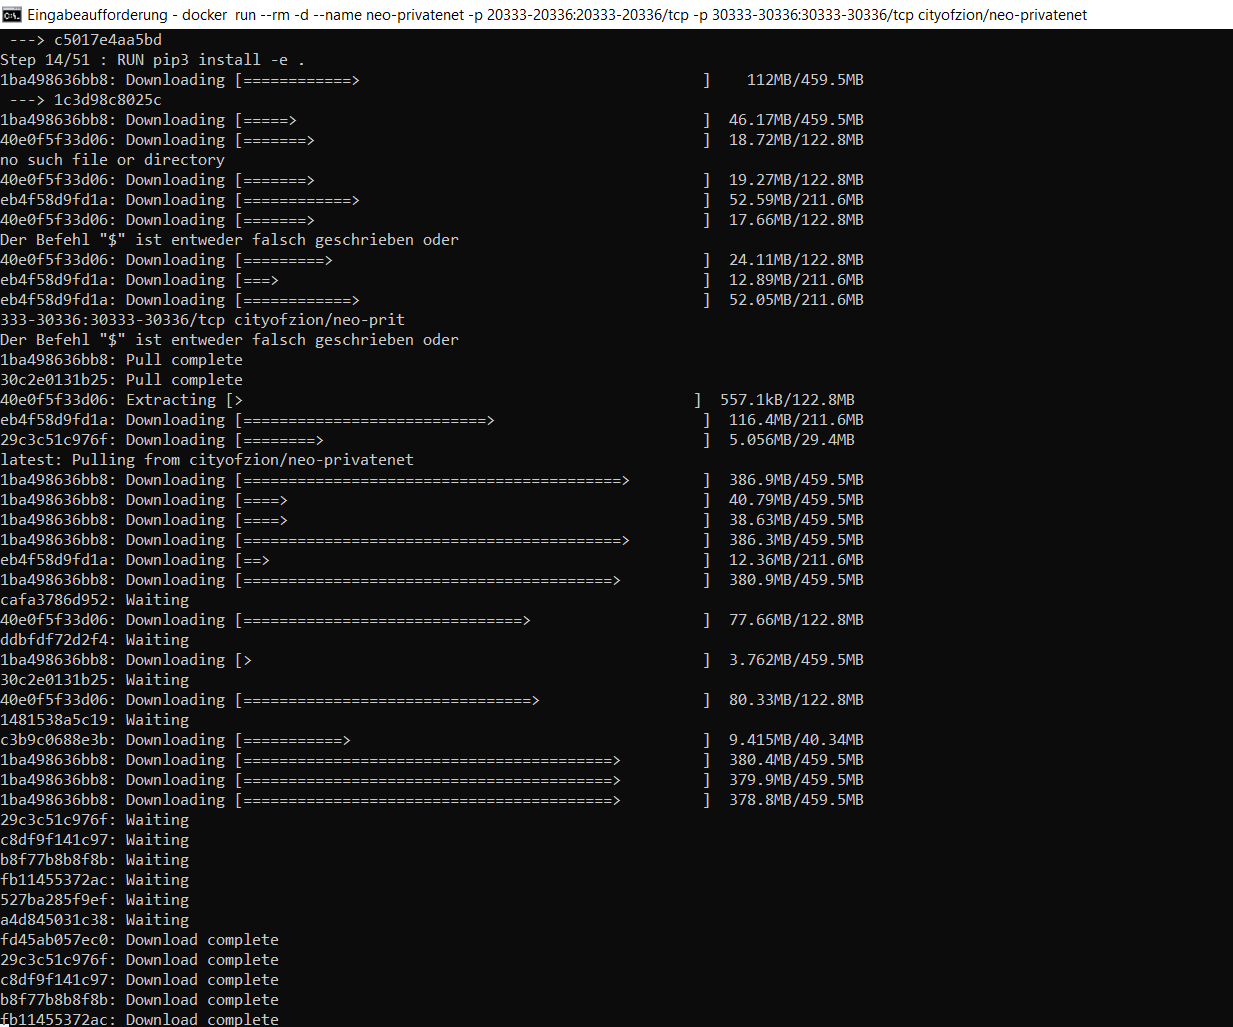 Eingabeaufforderung - docker  run --rm -d --name neo-privatenet -p 20333-20336:20333-20336/tcp -p 30333-30336:30333-30336/tcp cityofzion/neo-privatenet
 ---> c5017e4aa5bd
Step 14/51 : RUN pip3 install -e .
1ba498636bb8: Downloading [============>                                      ]    112MB/459.5MB
 ---> 1c3d98c8025c
1ba498636bb8: Downloading [=====>                                             ]  46.17MB/459.5MB
40e0f5f33d06: Downloading [=======>                                           ]  18.72MB/122.8MB
no such file or directory
40e0f5f33d06: Downloading [=======>                                           ]  19.27MB/122.8MB
eb4f58d9fd1a: Downloading [============>                                      ]  52.59MB/211.6MB
40e0f5f33d06: Downloading [=======>                                           ]  17.66MB/122.8MB
Der Befehl "$" ist entweder falsch geschrieben oder
40e0f5f33d06: Downloading [=========>                                         ]  24.11MB/122.8MB
eb4f58d9fd1a: Downloading [===>                                               ]  12.89MB/211.6MB
eb4f58d9fd1a: Downloading [============>                                      ]  52.05MB/211.6MB
333-30336:30333-30336/tcp cityofzion/neo-prit
Der Befehl "$" ist entweder falsch geschrieben oder
1ba498636bb8: Pull complete
30c2e0131b25: Pull complete
40e0f5f33d06: Extracting [>                                                  ]  557.1kB/122.8MB
eb4f58d9fd1a: Downloading [===========================>                       ]  116.4MB/211.6MB
29c3c51c976f: Downloading [========>                                          ]  5.056MB/29.4MB
latest: Pulling from cityofzion/neo-privatenet
1ba498636bb8: Downloading [==========================================>        ]  386.9MB/459.5MB
1ba498636bb8: Downloading [====>                                              ]  40.79MB/459.5MB
1ba498636bb8: Downloading [====>                                              ]  38.63MB/459.5MB
1ba498636bb8: Downloading [==========================================>        ]  386.3MB/459.5MB
eb4f58d9fd1a: Downloading [==>                                                ]  12.36MB/211.6MB
1ba498636bb8: Downloading [=========================================>         ]  380.9MB/459.5MB
cafa3786d952: Waiting
40e0f5f33d06: Downloading [===============================>                   ]  77.66MB/122.8MB
ddbfdf72d2f4: Waiting
1ba498636bb8: Downloading [>                                                  ]  3.762MB/459.5MB
30c2e0131b25: Waiting
40e0f5f33d06: Downloading [================================>                  ]  80.33MB/122.8MB
1481538a5c19: Waiting
c3b9c0688e3b: Downloading [===========>                                       ]  9.415MB/40.34MB
1ba498636bb8: Downloading [=========================================>         ]  380.4MB/459.5MB
1ba498636bb8: Downloading [=========================================>         ]  379.9MB/459.5MB
1ba498636bb8: Downloading [=========================================>         ]  378.8MB/459.5MB
29c3c51c976f: Waiting
c8df9f141c97: Waiting
b8f77b8b8f8b: Waiting
fb11455372ac: Waiting
527ba285f9ef: Waiting
a4d845031c38: Waiting
fd45ab057ec0: Download complete
29c3c51c976f: Download complete
c8df9f141c97: Download complete
b8f77b8b8f8b: Download complete
fb11455372ac: Download complete